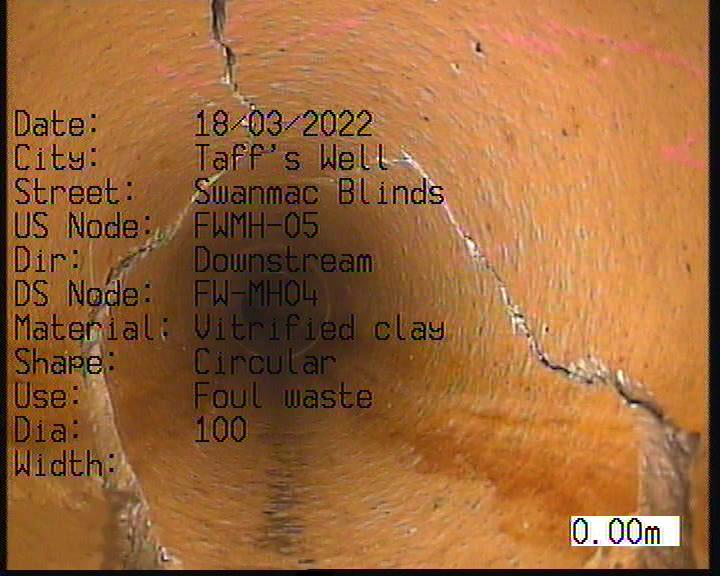 Date: 18/03/2022
City: Taff's Well
Street: Swanmac Blinds
US Node: FWMH-05
Dir: Downstream
DS Node: FW-MH04
Material: Vitrified clay
Shape: Circular
Use: Foul waste
Dia: 100
Width:
0.00m